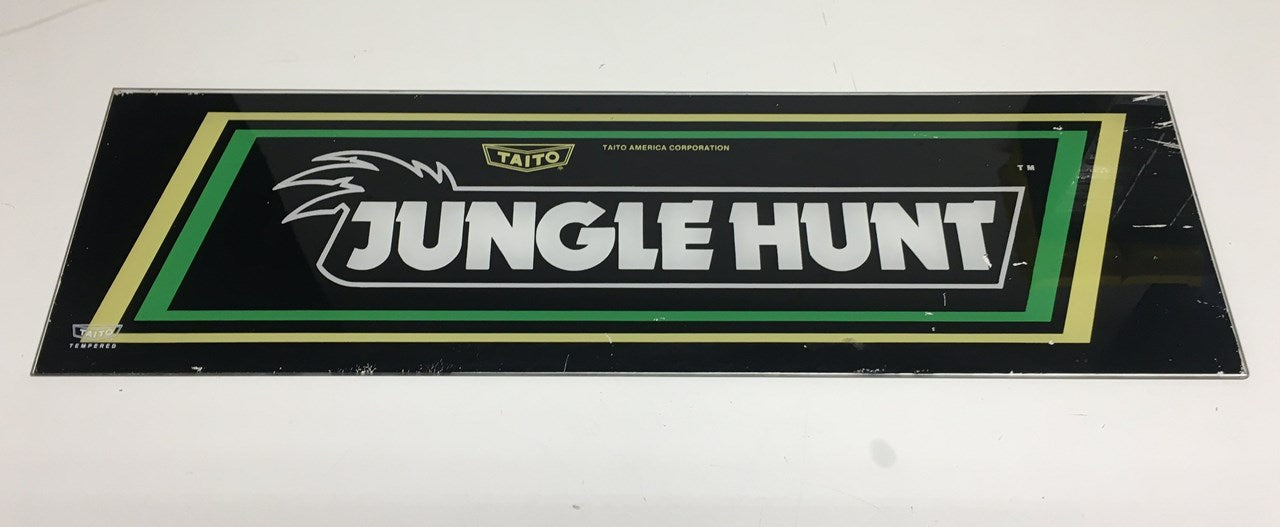 TAITO
TAITO AMERICA CORPORATION
TM
JUNGLE HUNT
TAITO
TEMPERED